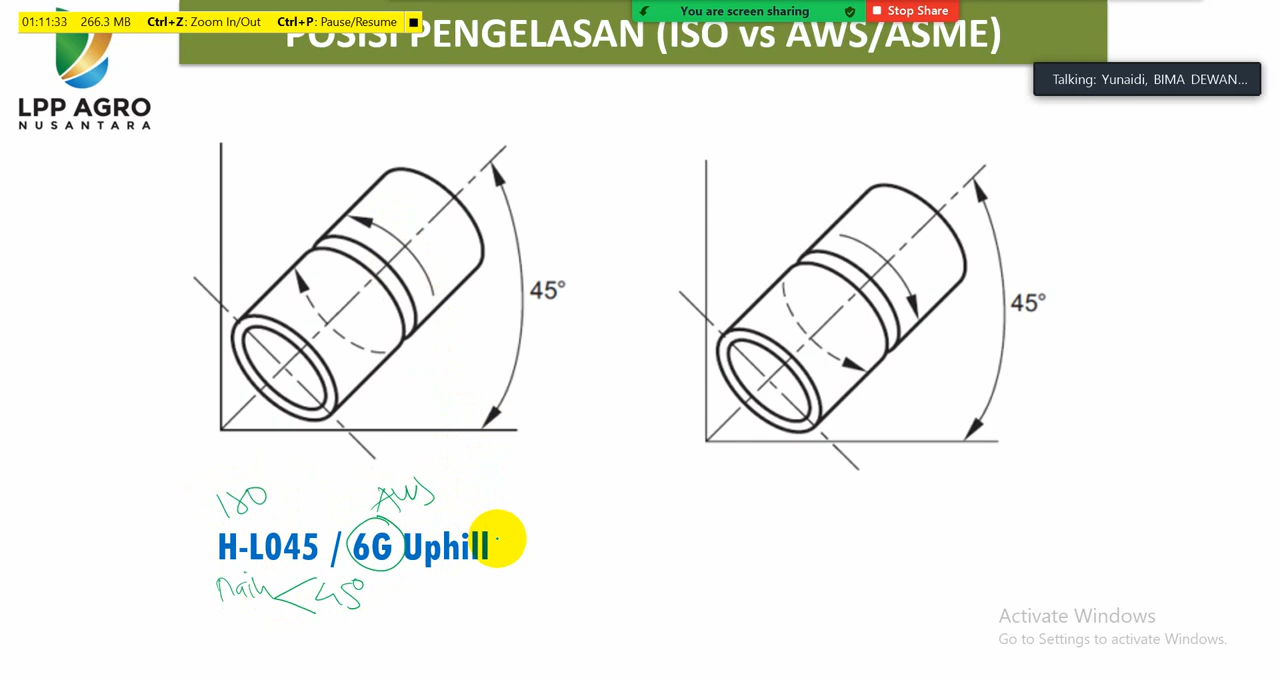 01:11:33 266.3 MB Ctrl+Z: Zoom In/Out Ctrl+P: Pause/Resume
You are screen sharing Stop Share
POSISI PENGELASAN (ISO vs AWS/ASME)
Talking: Yunaidi, BIMA DEWAN...
LPP AGRO
NUSANTARA
45°
45°
ISO AWS
H-L045 / 6G Uphill
naik < 45°
Activate Windows
Go to Settings to activate Windows.